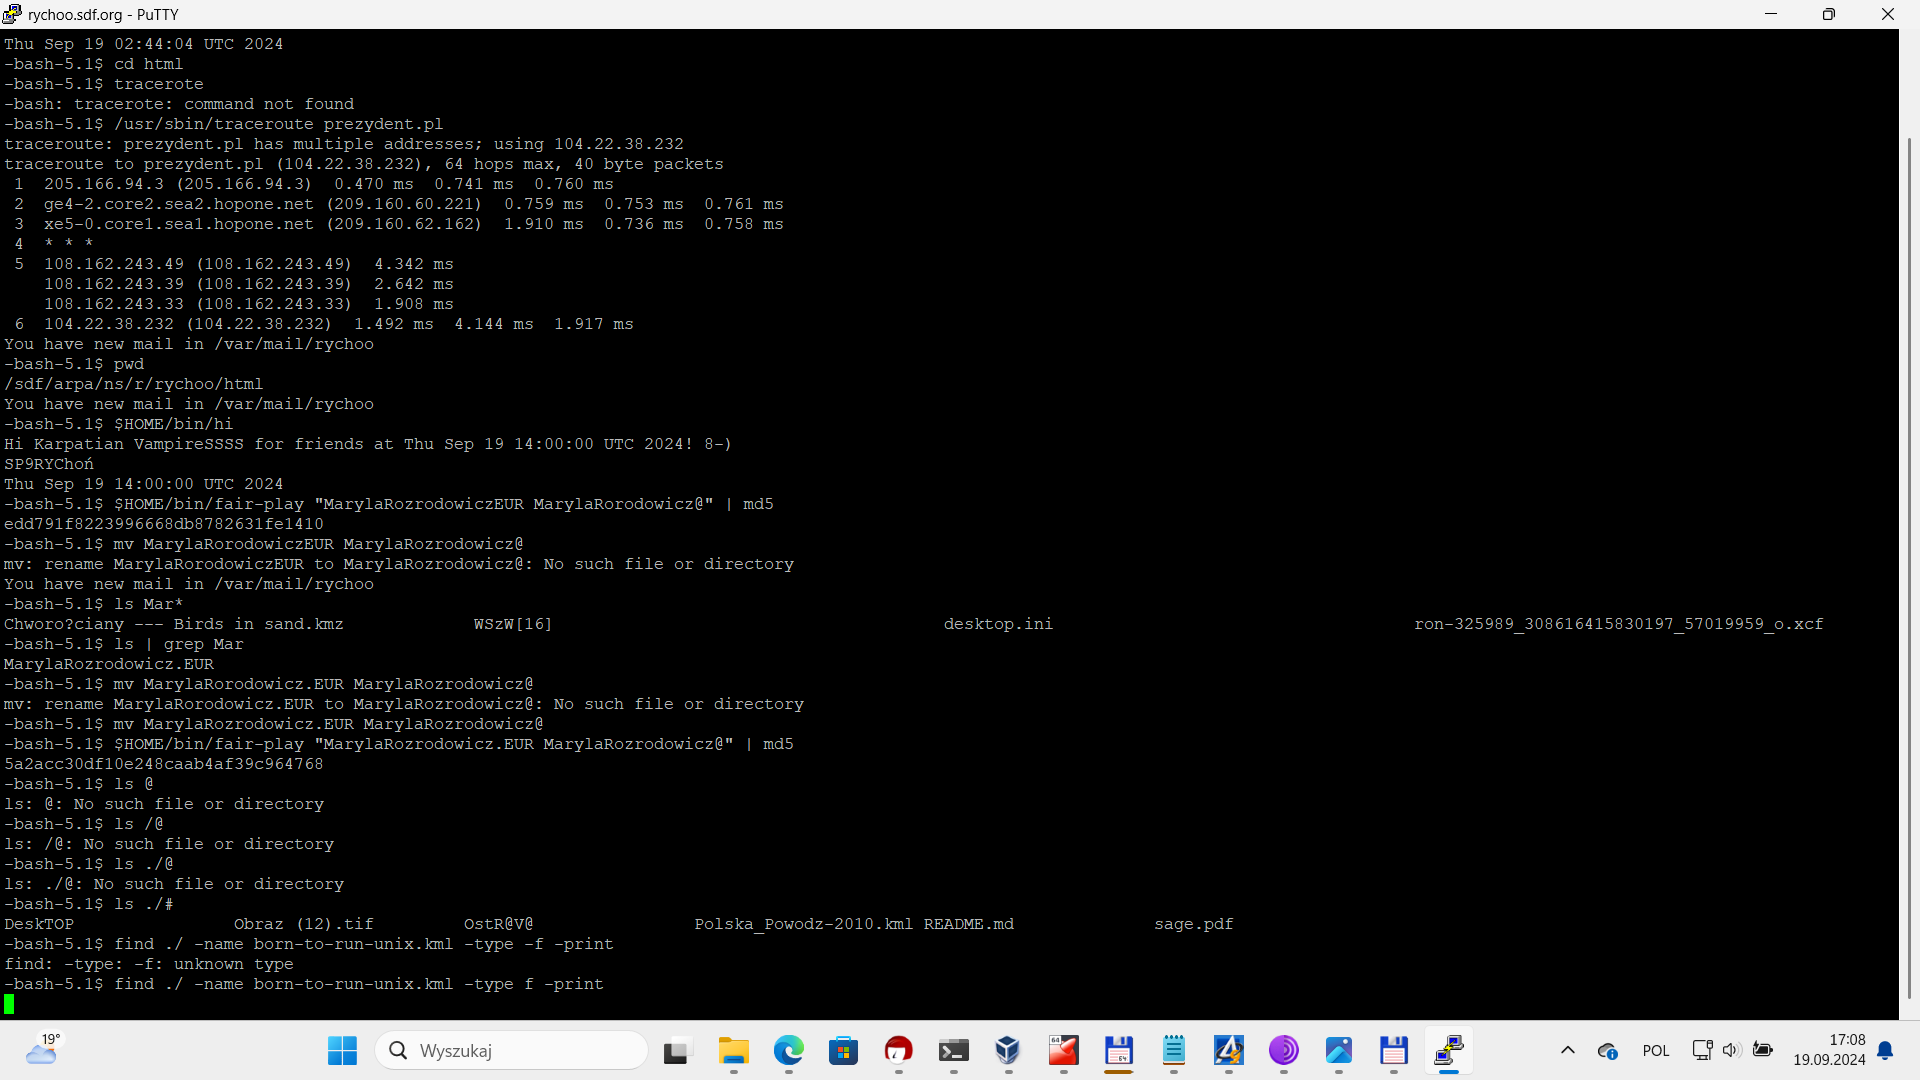 rychoo.sdf.org - PuTTY
Thu Sep 19 02:44:04 UTC 2024
-bash-5.1$ cd html
-bash-5.1$ tracerote
-bash: tracerote: command not found
-bash-5.1$ /usr/sbin/traceroute prezydent.pl
traceroute: prezydent.pl has multiple addresses; using 104.22.38.232
traceroute to prezydent.pl (104.22.38.232), 64 hops max, 40 byte packets
 1  205.166.94.3 (205.166.94.3)  0.470 ms  0.741 ms  0.760 ms
 2  ge4-2.core2.sea2.hopone.net (209.160.60.221)  0.759 ms  0.753 ms  0.761 ms
 3  xe5-0.core1.sea1.hopone.net (209.160.62.162)  1.910 ms  0.736 ms  0.758 ms
 4  * * *
 5  108.162.243.49 (108.162.243.49)  4.342 ms
    108.162.243.39 (108.162.243.39)  2.642 ms
    108.162.243.33 (108.162.243.33)  1.908 ms
 6  104.22.38.232 (104.22.38.232)  1.492 ms  4.144 ms  1.917 ms
You have new mail in /var/mail/rychoo
-bash-5.1$ pwd
/sdf/arpa/ns/r/rychoo/html
You have new mail in /var/mail/rychoo
-bash-5.1$ $HOME/bin/hi
Hi Karpatian VampireSSSS for friends at Thu Sep 19 14:00:00 UTC 2024! 8-)
SP9RYChoń
Thu Sep 19 14:00:00 UTC 2024
-bash-5.1$ $HOME/bin/fair-play "MarylaRozrodowiczEUR MarylaRorodowicz@" | md5
edd791f8223996668db8782631fe1410
-bash-5.1$ mv MarylaRorodowiczEUR MarylaRozrodowicz@
mv: rename MarylaRorodowiczEUR to MarylaRozrodowicz@: No such file or directory
You have new mail in /var/mail/rychoo
-bash-5.1$ ls Mar*
Chworo?ciany --- Birds in sand.kmz             WSzW[16]                                       desktop.ini                                    ron-325989_308616415830197_57019959_o.xcf
-bash-5.1$ ls | grep Mar
MarylaRozrodowicz.EUR
-bash-5.1$ mv MarylaRorodowicz.EUR MarylaRozrodowicz@
mv: rename MarylaRorodowicz.EUR to MarylaRozrodowicz@: No such file or directory
-bash-5.1$ mv MarylaRozrodowicz.EUR MarylaRozrodowicz@
-bash-5.1$ $HOME/bin/fair-play "MarylaRozrodowicz.EUR MarylaRozrodowicz@" | md5
5a2acc30df10e248caab4af39c964768
-bash-5.1$ ls @
ls: @: No such file or directory
-bash-5.1$ ls /@
ls: /@: No such file or directory
-bash-5.1$ ls ./@
ls: ./@: No such file or directory
-bash-5.1$ ls ./#
DeskTOP                Obraz (12).tif         OstR@V@                Polska_Powodz-2010.kml README.md              sage.pdf
-bash-5.1$ find ./ -name born-to-run-unix.kml -type -f -print
find: -type: -f: unknown type
-bash-5.1$ find ./ -name born-to-run-unix.kml -type f -print
19°
Wyszukaj
64
64
POL
17:08
19.09.2024